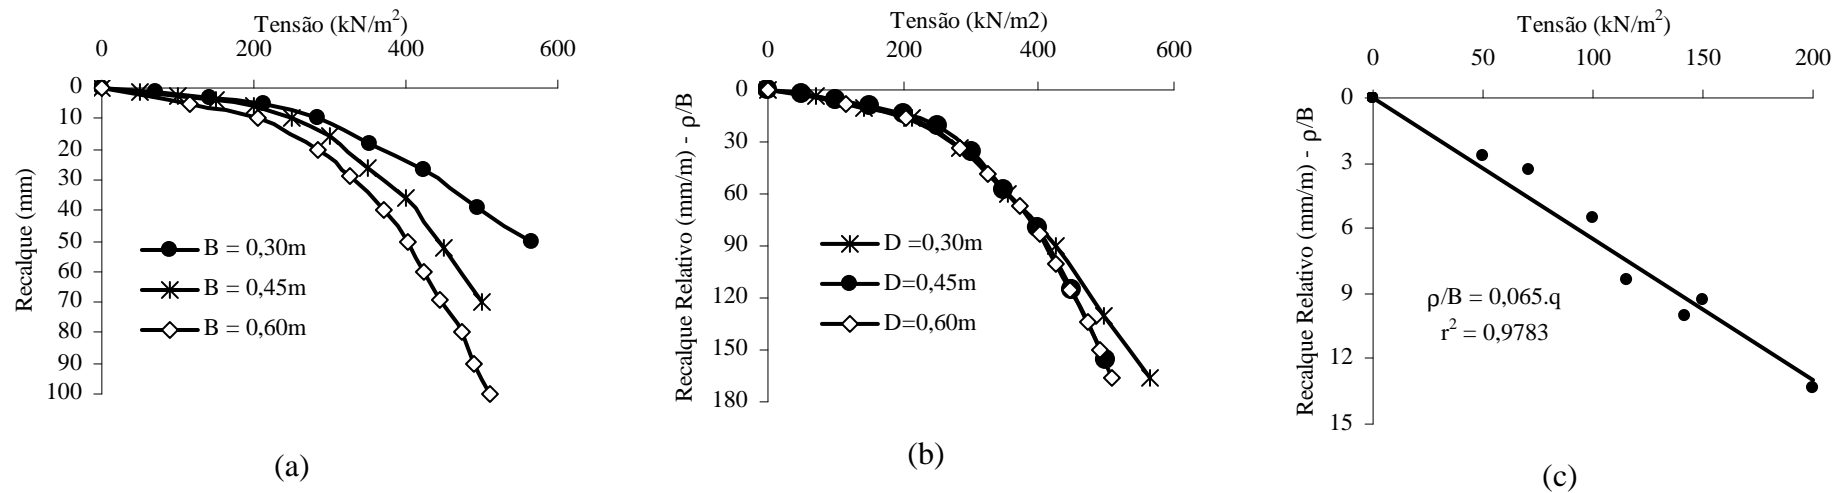 Tensão (kN/m²)
0 200 400 600
Recalque (mm)
0
10
20
30
40
50
60
70
80
90
100
B = 0,30m
B = 0,45m
B = 0,60m
(a)
Tensão (kN/m2)
0 200 400 600
Recalque Relativo (mm/m) - ρ/B
0
30
60
90
120
150
180
D =0,30m
D=0,45m
D=0,60m
(b)
Tensão (kN/m²)
0 50 100 150 200
Recalque Relativo (mm/m) - ρ/B
0
3
6
9
12
15
ρ/B = 0,065.q
r² = 0,9783
(c)